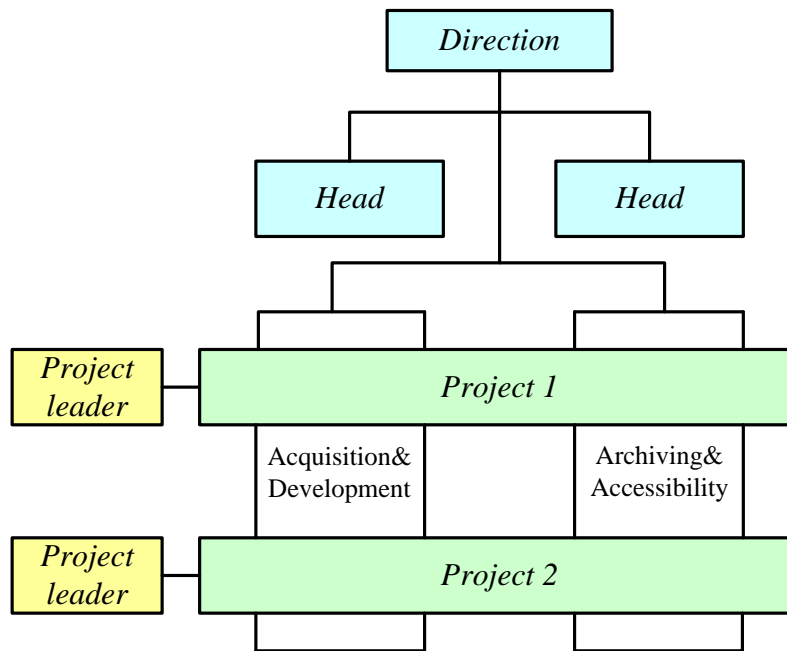 Direction
Head
Head
Project
leader
Project 1
Acquisition&
Development
Archiving&
Accessibility
Project
leader
Project 2